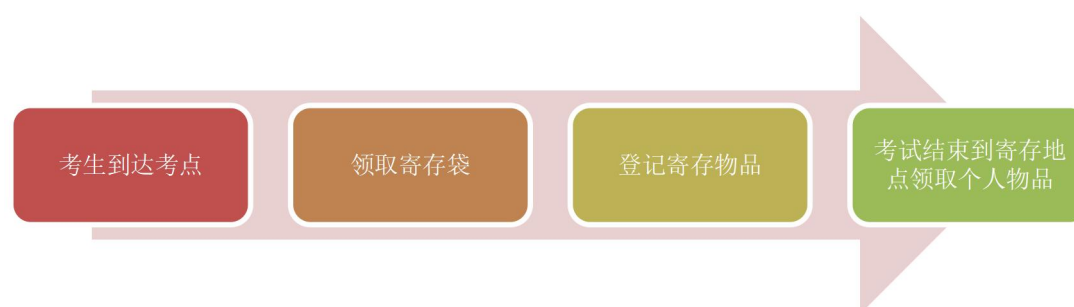 考生到达考点
领取寄存袋
登记寄存物品
考试结束到寄存地
点领取个人物品